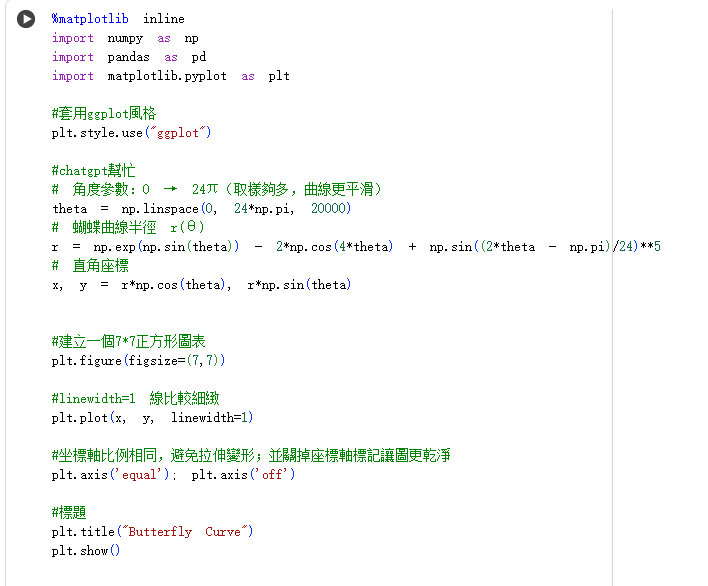 %matplotlib inline
import numpy as np
import pandas as pd
import matplotlib.pyplot as plt
#套用ggplot風格
plt.style.use("ggplot")
#chatgpt幫忙
# 角度參數：0 → 24π（取樣夠多，曲線更平滑）
theta = np.linspace(0, 24*np.pi, 20000)
# 蝴蝶曲線半徑 r(θ)
r = np.exp(np.sin(theta)) - 2*np.cos(4*theta) + np.sin((2*theta - np.pi)/24)**5
# 直角座標
x, y = r*np.cos(theta), r*np.sin(theta)
#建立一個7*7正方形圖表
plt.figure(figsize=(7,7))
#linewidth=1 線比較細緻
plt.plot(x, y, linewidth=1)
#坐標軸比例相同，避免拉伸變形；並關掉座標軸標記讓圖更乾淨
plt.axis('equal'); plt.axis('off')
#標題
plt.title("Butterfly Curve")
plt.show()